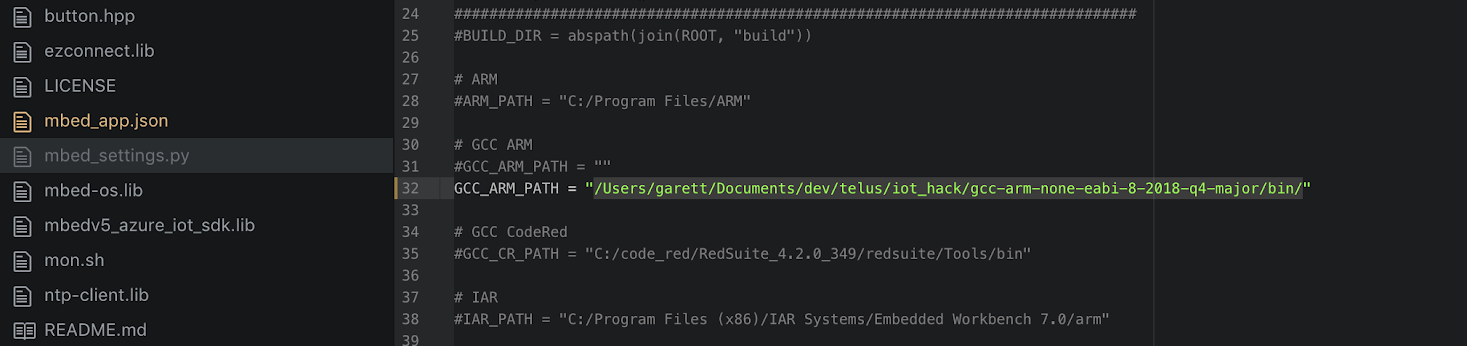 button.hpp
ezconnect.lib
LICENSE
mbed_app.json
mbed_settings.py
mbed-os.lib
mbedv5_azure_iot_sdk.lib
mon.sh
ntp-client.lib
README.md
24 ###############################################################################
25 #BUILD_DIR = abspath(join(ROOT, "build"))
26
27 # ARM
28 #ARM_PATH = "C:/Program Files/ARM"
29
30 # GCC ARM
31 #GCC_ARM_PATH = ""
32 GCC_ARM_PATH = "/Users/garett/Documents/dev/telus/iot_hack/gcc-arm-none-eabi-8-2018-q4-major/bin/"
33
34 # GCC CodeRed
35 #GCC_CR_PATH = "C:/code_red/RedSuite_4.2.0_349/redsuite/Tools/bin"
36
37 # IAR
38 #IAR_PATH = "C:/Program Files (x86)/IAR Systems/Embedded Workbench 7.0/arm"
39